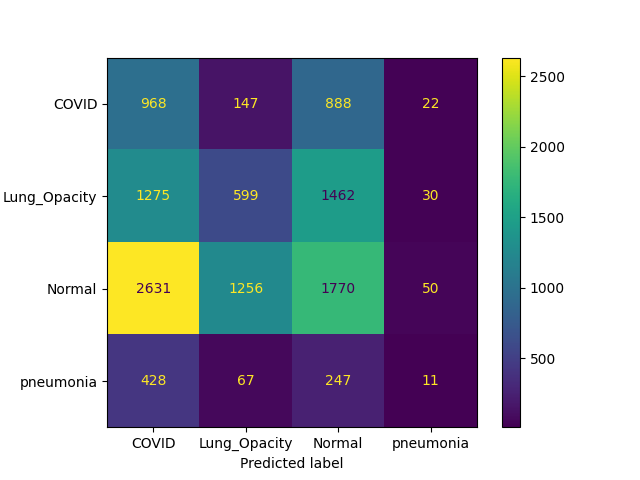 COVID 968 147 888 22
Lung_Opacity 1275 599 1462 30
Normal 2631 1256 1770 50
pneumonia 428 67 247 11
COVID Lung_Opacity Normal pneumonia
Predicted label
2500
2000
1500
1000
500